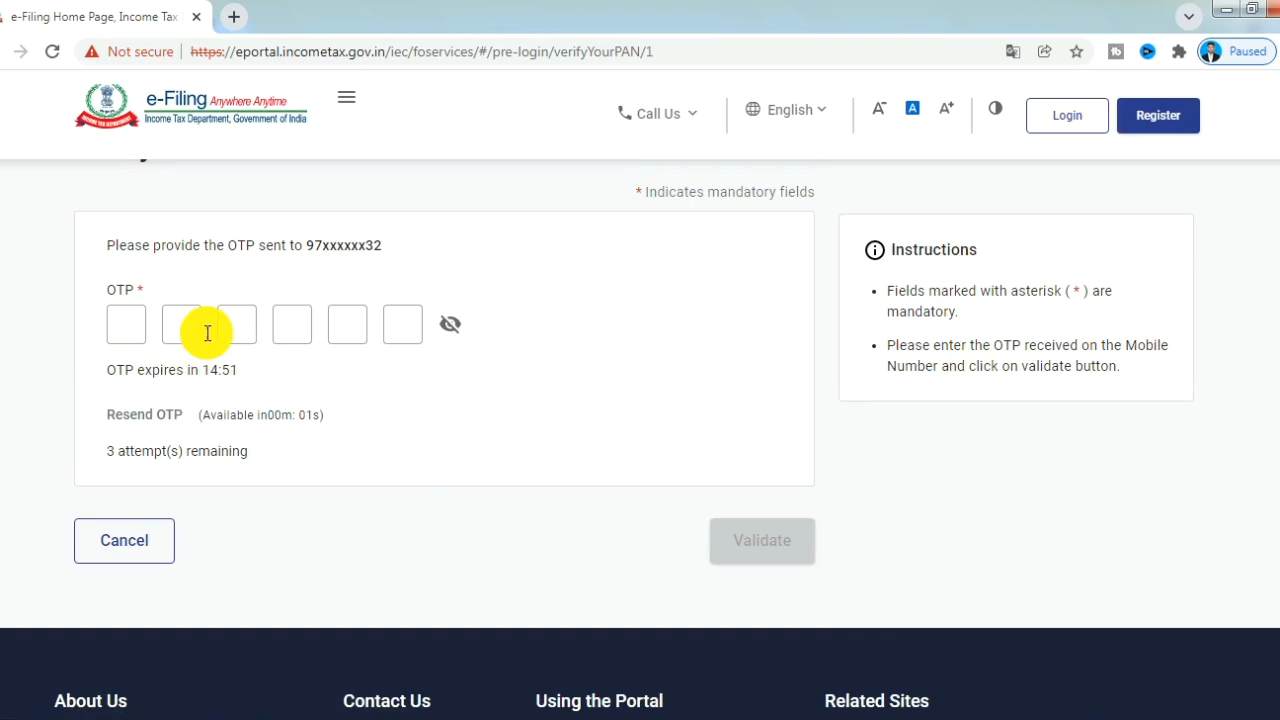 e-Filing Home Page, Income Tax
Not secure https://eportal.incometax.gov.in/iec/foservices/#/pre-login/verifyYourPAN/1
Paused
e-Filing Anywhere Anytime
Income Tax Department, Government of India
Call Us
English
A- A A+
Login
Register
* Indicates mandatory fields
Please provide the OTP sent to 97xxxxxx32
OTP *
OTP expires in 14:51
Resend OTP (Available in00m: 01s)
3 attempt(s) remaining
Cancel
Validate
Instructions
• Fields marked with asterisk ( * ) are
mandatory.
• Please enter the OTP received on the Mobile
Number and click on validate button.
About Us
Contact Us
Using the Portal
Related Sites